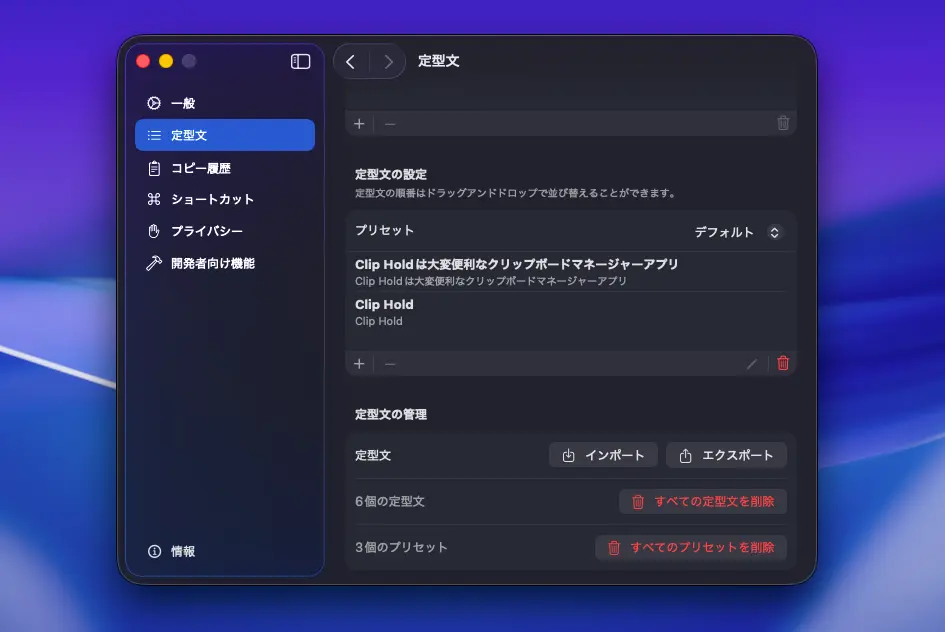 定型文
一般
定型文
コピー履歴
ショートカット
プライバシー
開発者向け機能
情報
定型文の設定
定型文の順番はドラッグアンドドロップで並び替えることができます。
プリセット
デフォルト
Clip Holdは大変便利なクリップボードマネージャーアプリ
Clip Holdは大変便利なクリップボードマネージャーアプリ
Clip Hold
Clip Hold
定型文の管理
定型文
インポート
エクスポート
6個の定型文
すべての定型文を削除
3個のプリセット
すべてのプリセットを削除